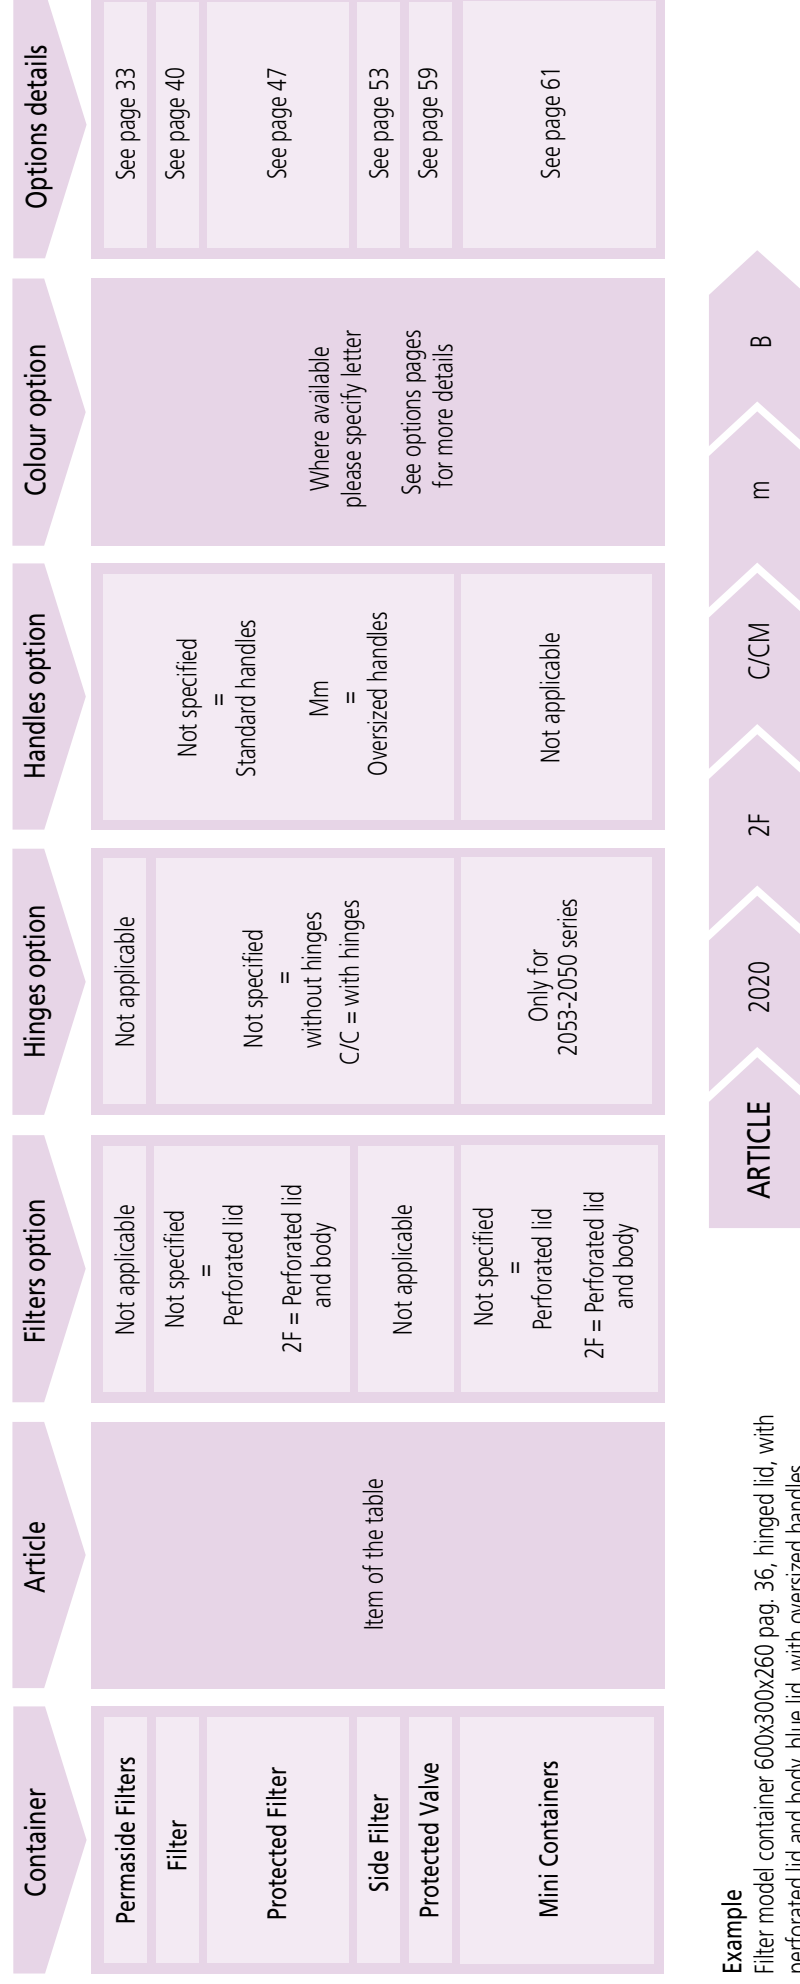 Container
Article
Filters option
Hinges option
Handles option
Colour option
Options details
Permaside Filters
Filter
Protected Filter
Side Filter
Protected Valve
Mini Containers
Item of the table
Not applicable
Not specified
=
Perforated lid
2F = Perforated lid
and body
Not applicable
Not specified
=
Perforated lid
2F = Perforated lid
and body
Not applicable
Not specified
=
without hinges
C/C = with hinges
Only for
2053-2050 series
Not specified
=
Standard handles
Mm
=
Oversized handles
Not applicable
Where available
please specify letter
See options pages
for more details
See page 33
See page 40
See page 47
See page 53
See page 59
See page 61
Example
Filter model container 600x300x260 pag. 36, hinged lid, with
perforated lid and body, blue lid, with oversized handles
ARTICLE
2020
2F
C/CM
m
B